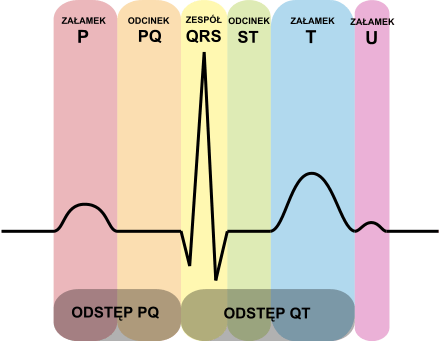 ZAŁAMEK
P
ODCINEK
PQ
ZESPÓŁ
QRS
ODCINEK
ST
ZAŁAMEK
T
ZAŁAMEK
U
ODSTĘP PQ
ODSTĘP QT